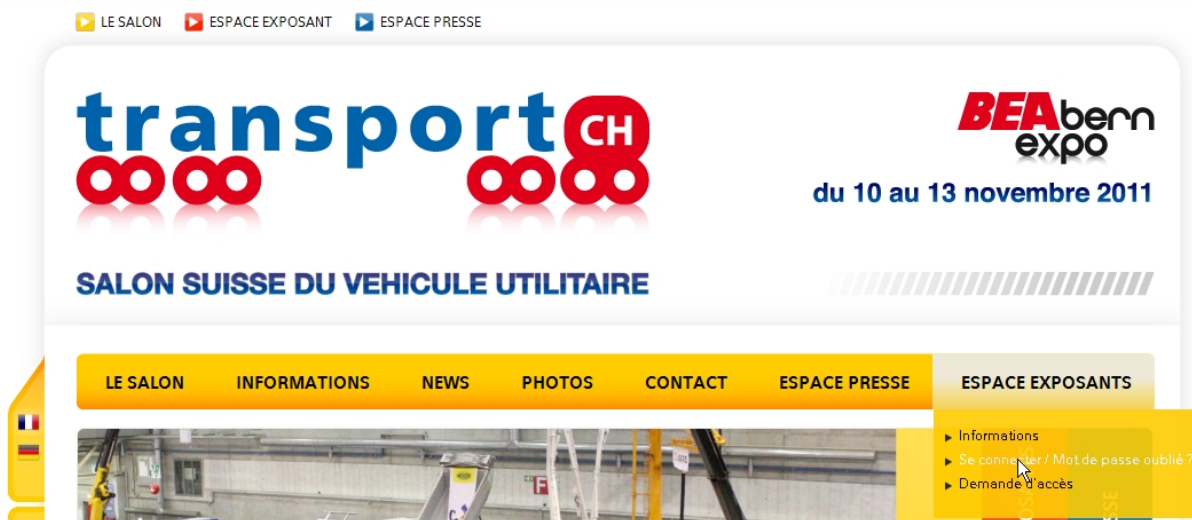 LE SALON ESPACE EXPOSANT ESPACE PRESSE
transport CH
BEA bern
expo
du 10 au 13 novembre 2011
SALON SUISSE DU VEHICULE UTILITAIRE
LE SALON INFORMATIONS NEWS PHOTOS CONTACT ESPACE PRESSE ESPACE EXPOSANTS
Informations
Se connecter / Mot de passe oublié ?
Demande d'accès
F